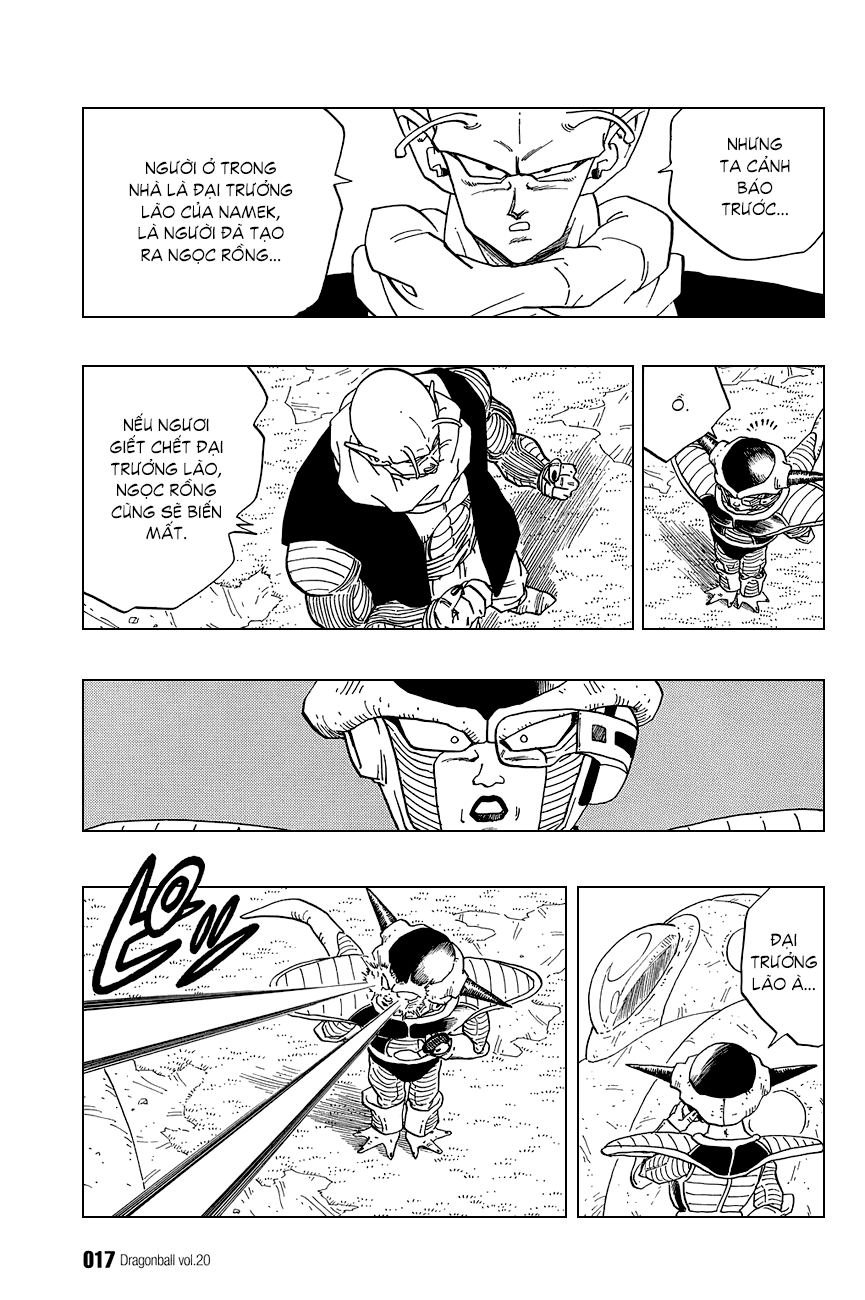 NHƯNG
TA CẢNH
BÁO
TRƯỚC...
NGƯỜI Ở TRONG
NHÀ LÀ ĐẠI TRƯỞNG
LÃO CỦA NAMEK,
LÀ NGƯỜI ĐÃ TẠO
RA NGỌC RỒNG...
Ồ.
NẾU NGƯƠI
GIẾT CHẾT ĐẠI
TRƯỞNG LÃO,
NGỌC RỒNG
CŨNG SẼ BIẾN
MẤT.
ĐẠI
TRƯỞNG
LÃO À...
ピッ
017 Dragonball vol.20